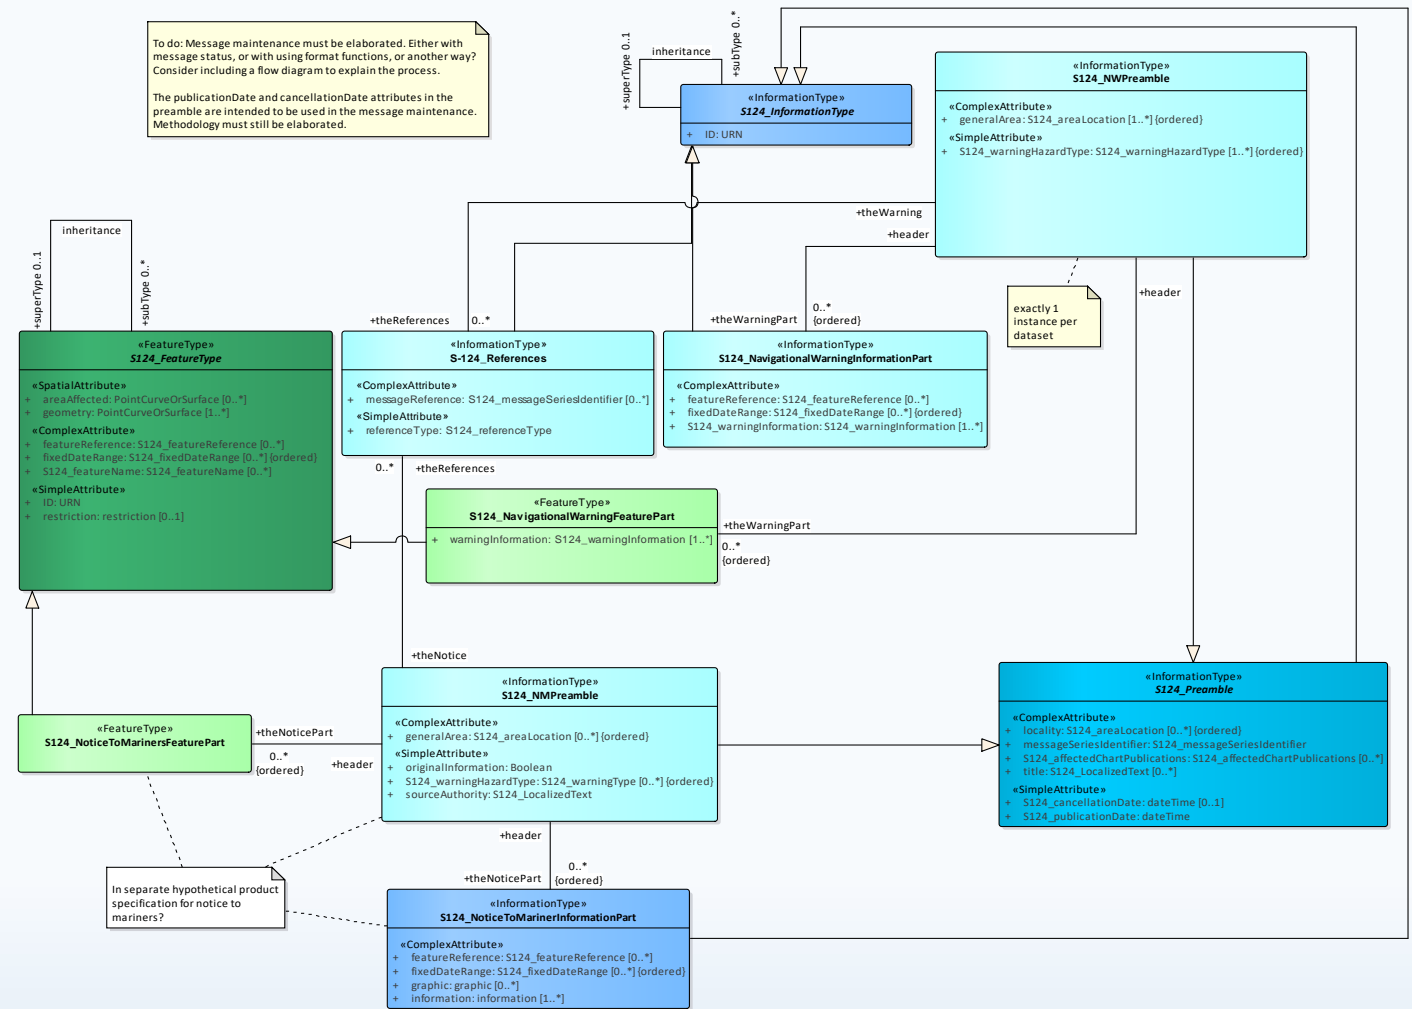 To do: Message maintenance must be elaborated. Either with
message status, or with using format functions, or another way?
Consider including a flow diagram to explain the process.
The publicationDate and cancellationDate attributes in the
preamble are intended to be used in the message maintenance.
Methodology must still be elaborated.
+superType 0..1
inheritance
+subType 0..*
«InformationType»
S124_InformationType
+ ID: URN
«InformationType»
S124_NWPreamble
«ComplexAttribute»
+ generalArea: S124_areaLocation [1..*] {ordered}
«SimpleAttribute»
+ S124_warningHazardType: S124_warningHazardType [1..*] {ordered}
+theWarning
+header
+header
exactly 1
instance per
dataset
inheritance
+superType 0..1
+subType 0..*
+theReferences
0..*
+theWarningPart
0..*
{ordered}
«FeatureType»
S124_FeatureType
«SpatialAttribute»
+ areaAffected: PointCurveOrSurface [0..*]
+ geometry: PointCurveOrSurface [1..*]
«ComplexAttribute»
+ featureReference: S124_featureReference [0..*]
+ fixedDateRange: S124_fixedDateRange [0..*] {ordered}
+ S124_featureName: S124_featureName [0..*]
«SimpleAttribute»
+ ID: URN
+ restriction: restriction [0..1]
«InformationType»
S-124_References
«ComplexAttribute»
+ messageReference: S124_messageSeriesIdentifier [0..*]
«SimpleAttribute»
+ referenceType: S124_referenceType
«InformationType»
S124_NavigationalWarningInformationPart
«ComplexAttribute»
+ featureReference: S124_featureReference [0..*]
+ fixedDateRange: S124_fixedDateRange [0..*] {ordered}
+ S124_warningInformation: S124_warningInformation [1..*]
0..*
+theReferences
«FeatureType»
S124_NavigationalWarningFeaturePart
+ warningInformation: S124_warningInformation [1..*]
+theWarningPart
0..*
{ordered}
+theNotice
«InformationType»
S124_NMPreamble
«ComplexAttribute»
+ generalArea: S124_areaLocation [0..*] {ordered}
«SimpleAttribute»
+ originalInformation: Boolean
+ S124_warningHazardType: S124_warningType [0..*] {ordered}
+ sourceAuthority: S124_LocalizedText
«InformationType»
S124_Preamble
«ComplexAttribute»
+ locality: S124_areaLocation [0..*] {ordered}
+ messageSeriesIdentifier: S124_messageSeriesIdentifier
+ S124_affectedChartPublications: S124_affectedChartPublications [0..*]
+ title: S124_LocalizedText [0..*]
«SimpleAttribute»
+ S124_cancellationDate: dateTime [0..1]
+ S124_publicationDate: dateTime
«FeatureType»
S124_NoticeToMarinersFeaturePart
+theNoticePart
0..*
{ordered}
+header
+header
0..*
{ordered}
+theNoticePart
In separate hypothetical product
specification for notice to
mariners?
«InformationType»
S124_NoticeToMarinerInformationPart
«ComplexAttribute»
+ featureReference: S124_featureReference [0..*]
+ fixedDateRange: S124_fixedDateRange [0..*] {ordered}
+ graphic: graphic [0..*]
+ information: information [1..*]